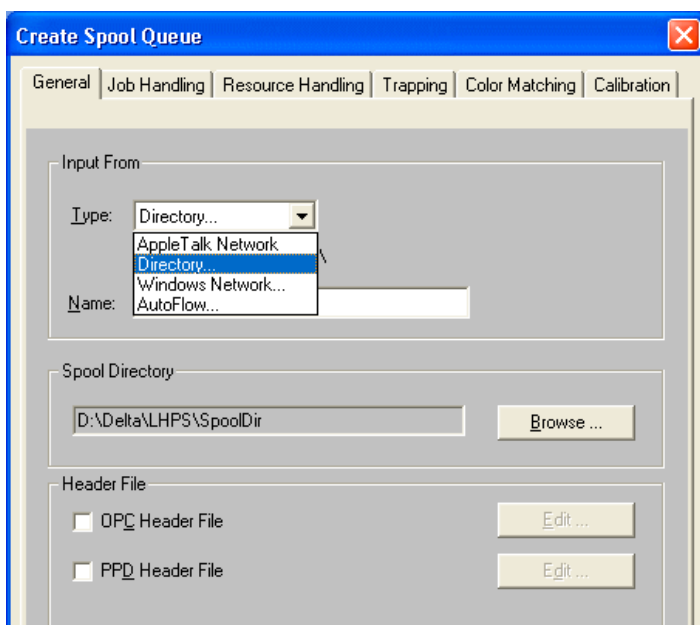 Create Spool Queue
General Job Handling Resource Handling Trapping Color Matching Calibration
Input From
Type: Directory...
AppleTalk Network
Directory... \
Windows Network...
Name: AutoFlow...
Spool Directory
D:\Delta\LHPS\SpoolDir Browse ...
Header File
OPC Header File Edit ...
PPD Header File Edit ...